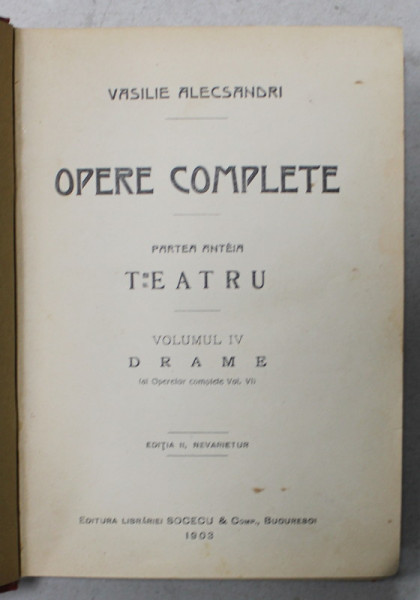 VASILIE ALECSANDRI
OPERE COMPLETE
PARTEA ANTÊIA
TEATRU
VOLUMUL IV
DRAME
(al Operelor complete Vol. VI)
EDIŢIA II, NEVARIETUR
EDITURA LIBRĂRIEI SOCECU & COMP., BUCURESCI
1903